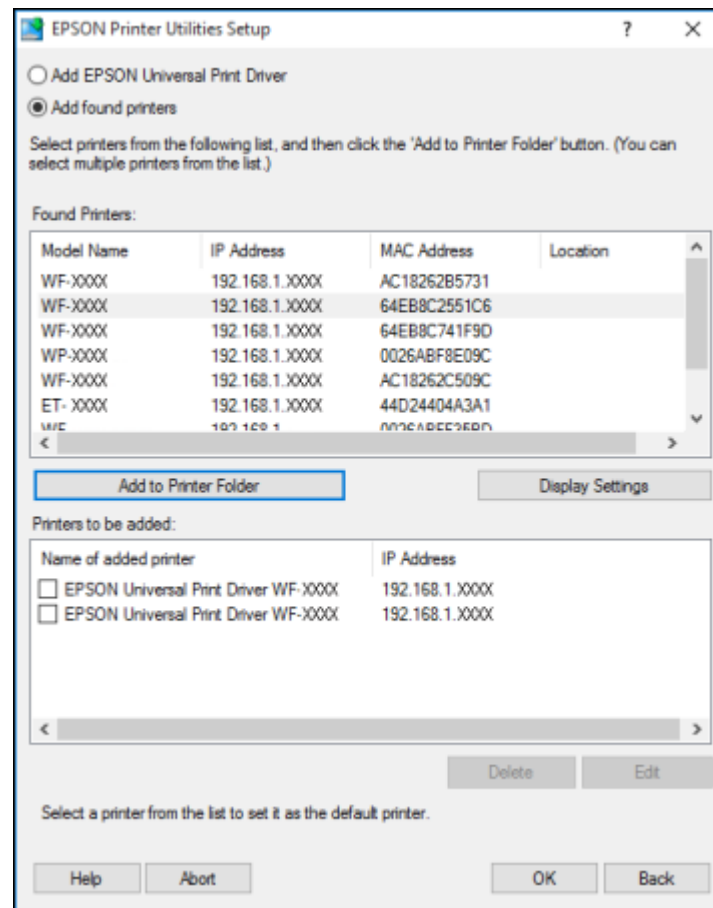 EPSON Printer Utilities Setup
Add EPSON Universal Print Driver
Add found printers
Select printers from the following list, and then click the 'Add to Printer Folder' button. (You can
select multiple printers from the list.)
Found Printers:
Model Name IP Address MAC Address Location
WF-XXXX 192.168.1.XXXX AC18262B5731
WF-XXXX 192.168.1.XXXX 64EB8C2551C6
WF-XXXX 192.168.1.XXXX 64EB8C741F9D
WP-XXXX 192.168.1.XXXX 0026ABF8E09C
WF-XXXX 192.168.1.XXXX AC18262C509C
ET- XXXX 192.168.1.XXXX 44D24404A3A1
WF 192.168.1
Add to Printer Folder Display Settings
Printers to be added:
Name of added printer IP Address
EPSON Universal Print Driver WF-XXXX 192.168.1.XXXX
EPSON Universal Print Driver WF-XXXX 192.168.1.XXXX
Delete Edit
Select a printer from the list to set it as the default printer.
Help Abort OK Back